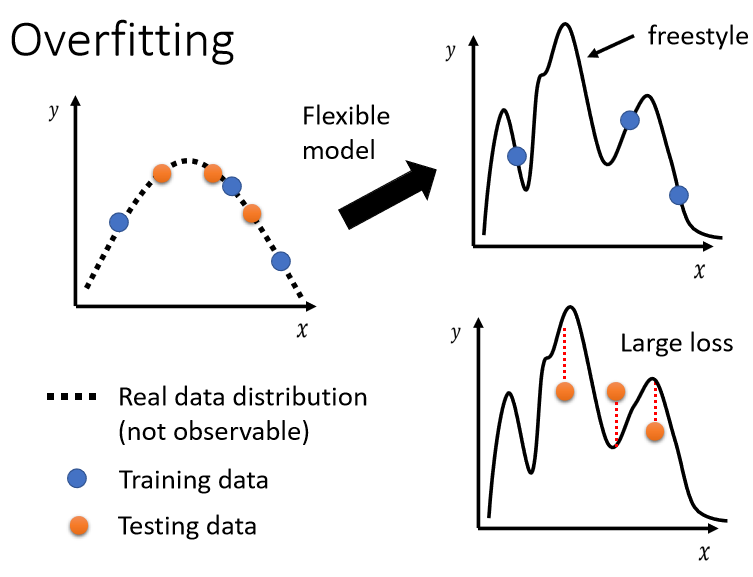 Overfitting
y
x
Flexible
model
freestyle
y
x
y
Large loss
x
Real data distribution
(not observable)
Training data
Testing data